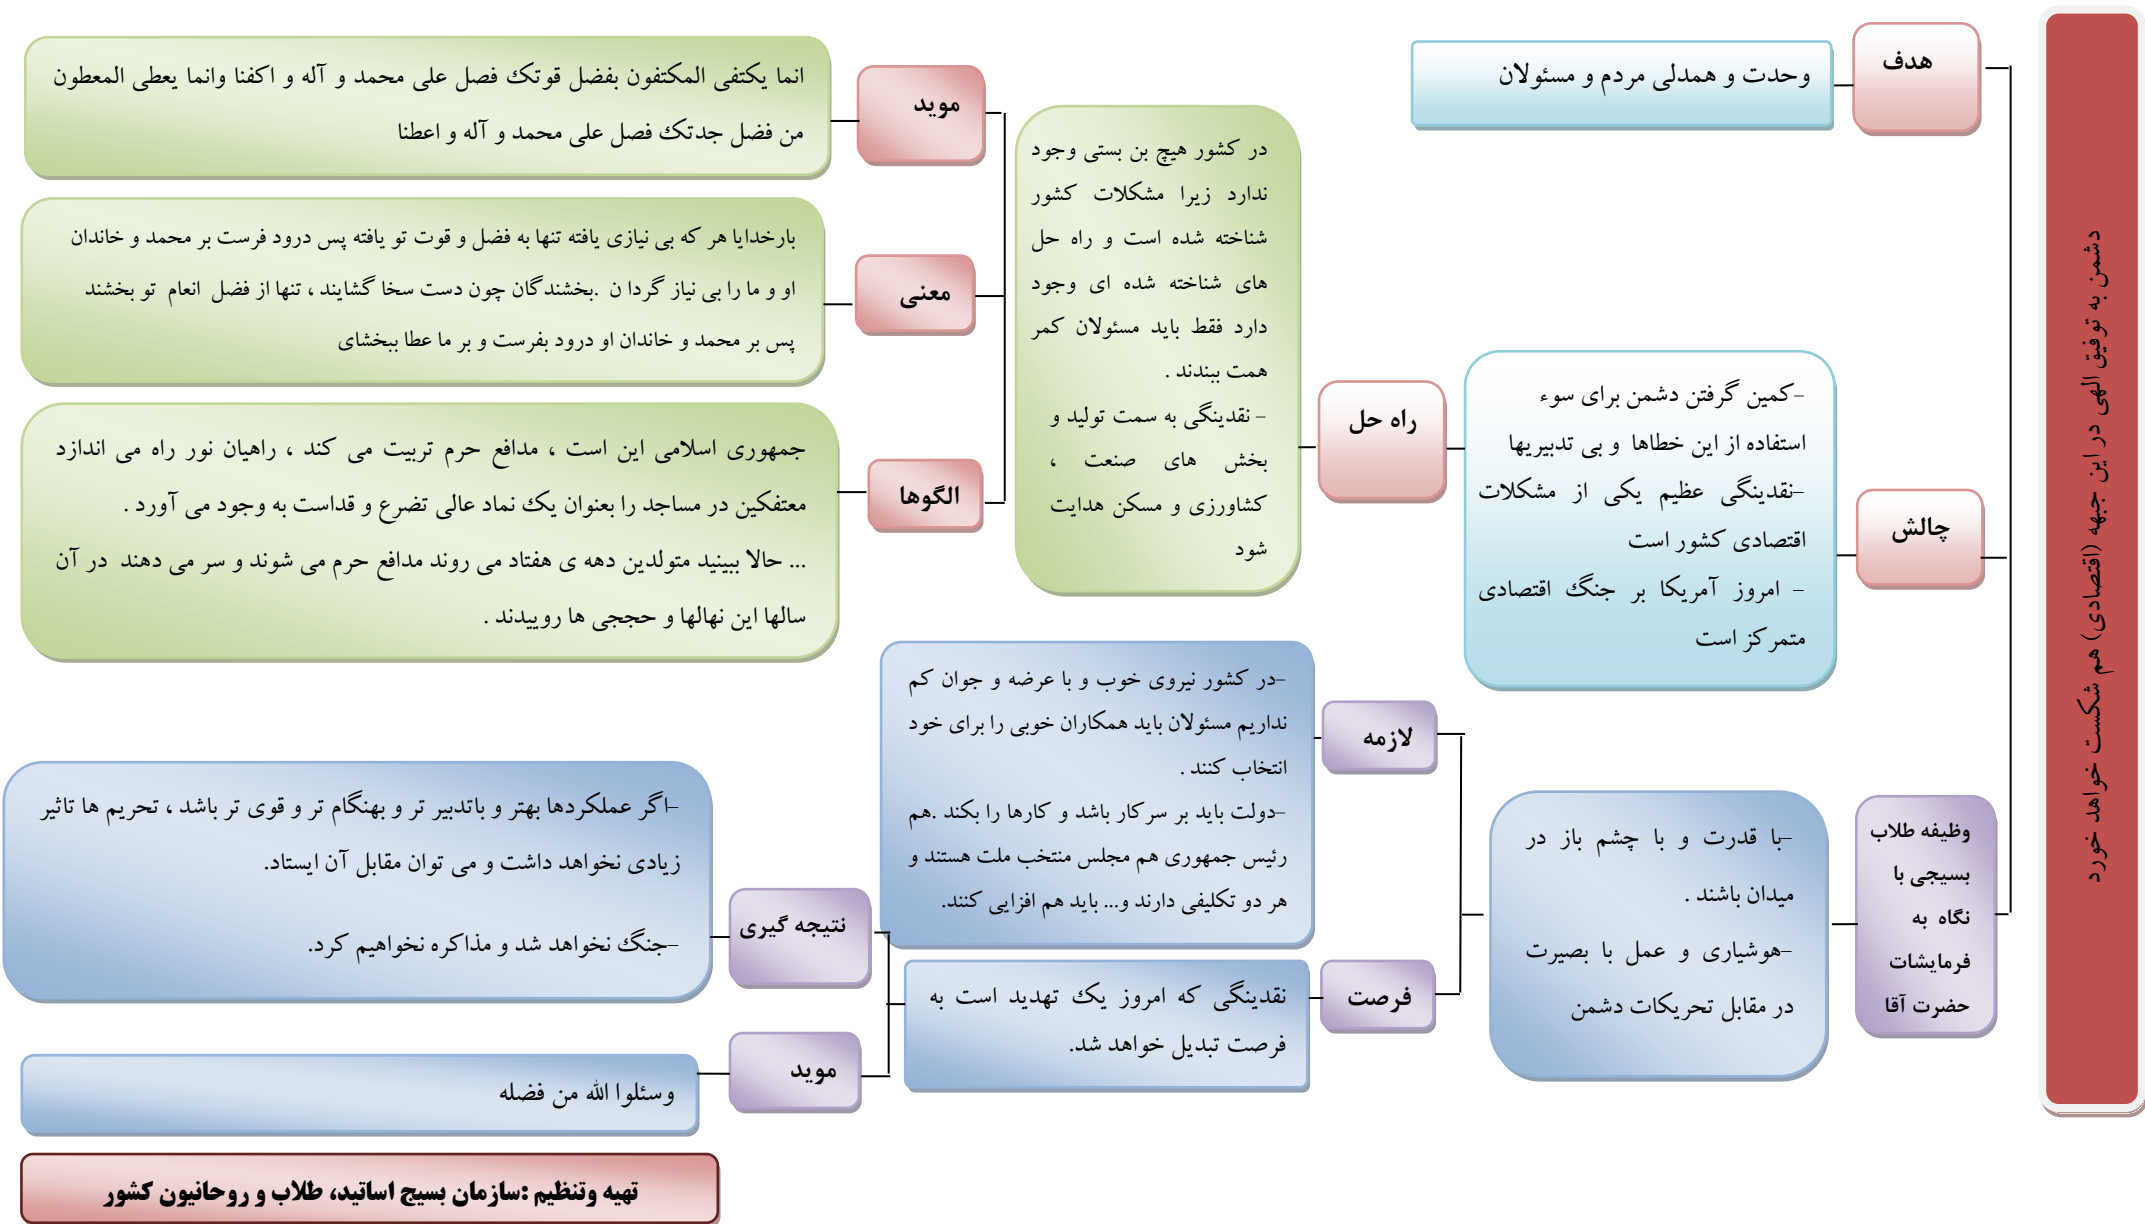 دشمن به توفیق الهی در این جبهه (اقتصادی) هم شکست خواهد خورد
هدف
وحدت و همدلی مردم و مسئولان
چالش
-کمین گرفتن دشمن برای سوء
استفاده از این خطاها و بی تدبیریها
-نقدینگی عظیم یکی از مشکلات
اقتصادی کشور است
- امروز آمریکا بر جنگ اقتصادی
متمرکز است
راه حل
در کشور هیچ بن بستی وجود
ندارد زیرا مشکلات کشور
شناخته شده است و راه حل
های شناخته شده ای وجود
دارد فقط باید مسئولان کمر
همت ببندند .
- نقدینگی به سمت تولید و
بخش های صنعت ،
کشاورزی و مسکن هدایت
شود
موید
انما یکتفی المکتفون بفضل قوتک فصل علی محمد و آله و اکفنا وانما یعطی المعطون
من فضل جدتک فصل علی محمد و آله و اعطنا
معنی
بارخدایا هر که بی نیازی یافته تنها به فضل و قوت تو یافته پس درود فرست بر محمد و خاندان
او و ما را بی نیاز گردا ن .بخشندگان چون دست سخا گشایند ، تنها از فضل انعام تو بخشند
پس بر محمد و خاندان او درود بفرست و بر ما عطا ببخشای
الگوها
جمهوری اسلامی این است ، مدافع حرم تربیت می کند ، راهیان نور راه می اندازد
معتفکین در مساجد را بعنوان یک نماد عالی تضرع و قداست به وجود می آورد .
... حالا ببینید متولدین دهه ی هفتاد می روند مدافع حرم می شوند و سر می دهند در آن
سالها این نهالها و حججی ها روییدند .
وظیفه طلاب
بسیجی با
نگاه به
فرمایشات
حضرت آقا
-با قدرت و با چشم باز در
میدان باشند .
-هوشیاری و عمل با بصیرت
در مقابل تحریکات دشمن
لازمه
-در کشور نیروی خوب و با عرضه و جوان کم
نداریم مسئولان باید همکاران خوبی را برای خود
انتخاب کنند .
-دولت باید بر سرکار باشد و کارها را بکند .هم
رئیس جمهوری هم مجلس منتخب ملت هستند و
هر دو تکلیفی دارند و... باید هم افزایی کنند.
فرصت
نقدینگی که امروز یک تهدید است به
فرصت تبدیل خواهد شد.
نتیجه گیری
-اگر عملکردها بهتر و باتدبیر تر و بهنگام تر و قوی تر باشد ، تحریم ها تاثیر
زیادی نخواهد داشت و می توان مقابل آن ایستاد.
-جنگ نخواهد شد و مذاکره نخواهیم کرد.
موید
وسئلوا الله من فضله
تهیه وتنظیم :سازمان بسیج اساتید، طلاب و روحانیون کشور